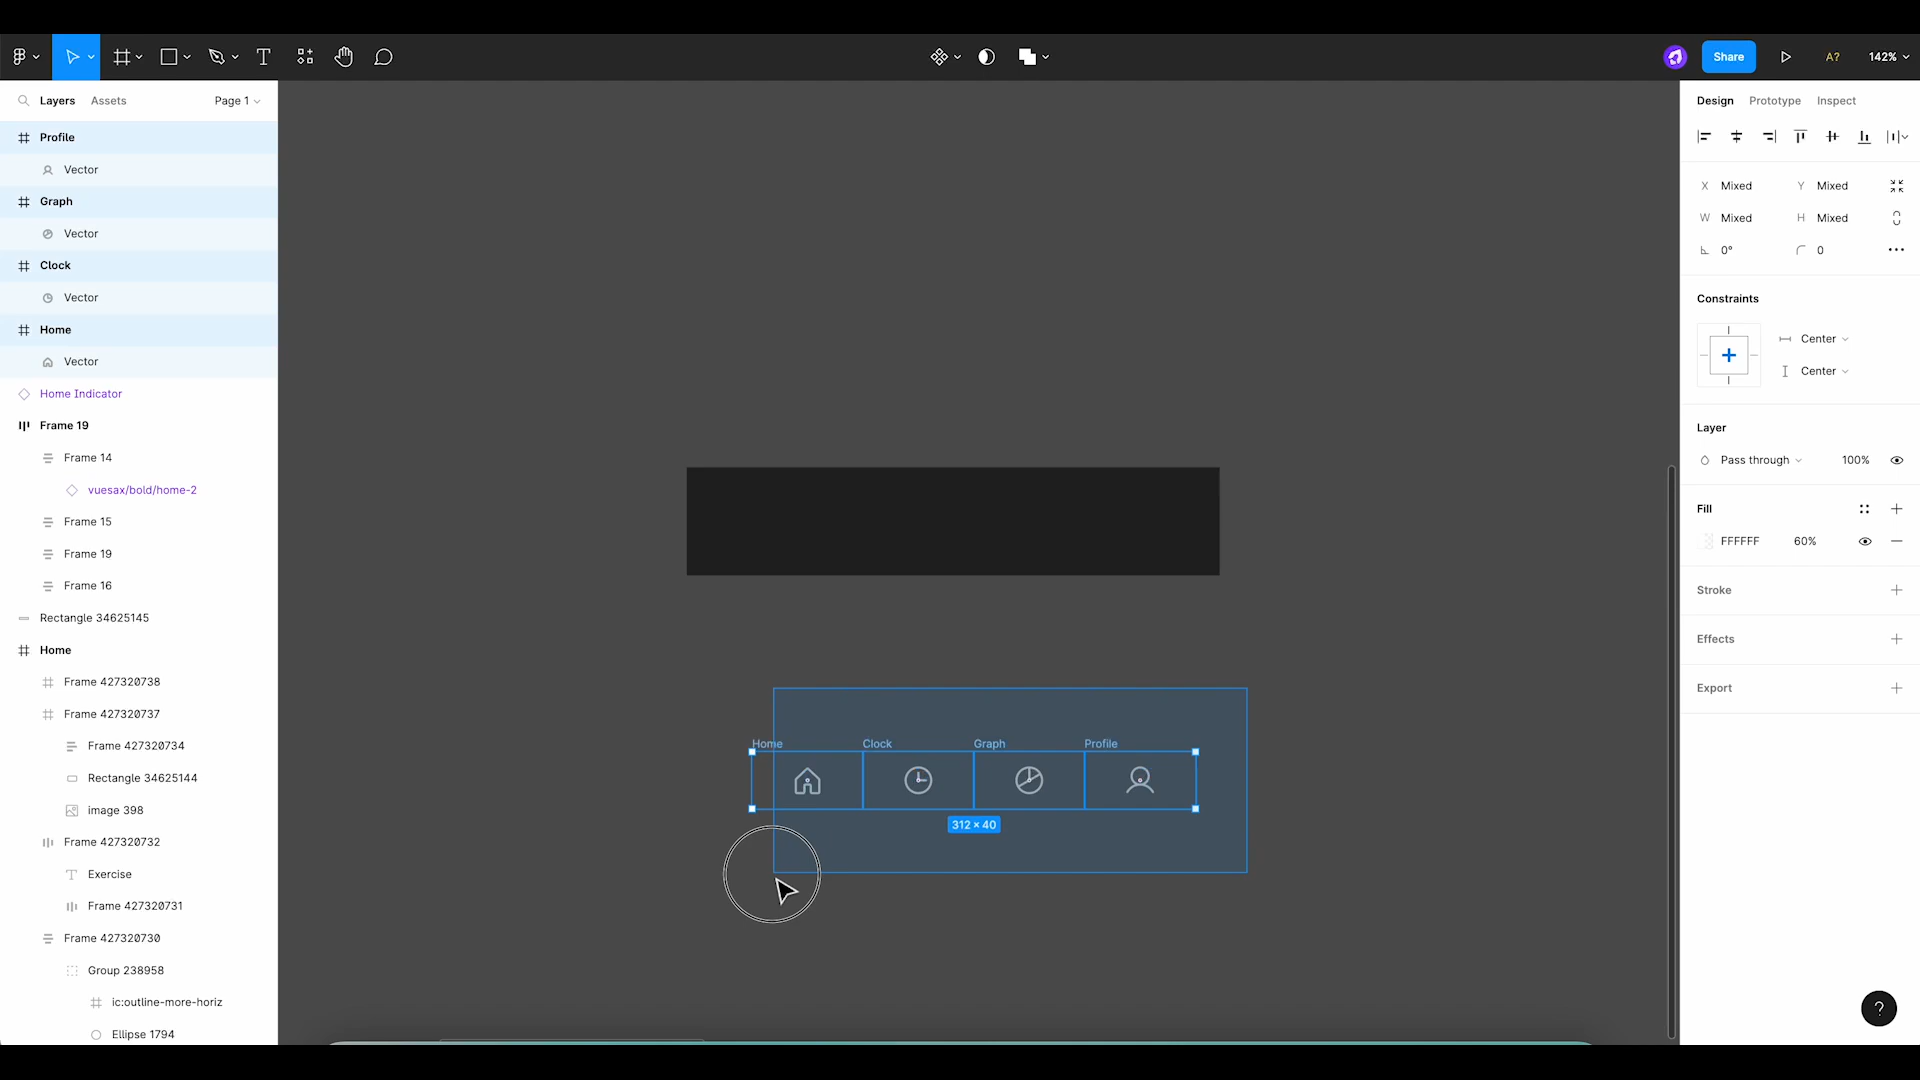 Share
A?
142%
Layers
Assets
Page 1
Profile
Vector
Graph
Vector
Clock
Vector
Home
Vector
Home Indicator
Frame 19
Frame 14
vuesax/bold/home-2
Frame 15
Frame 19
Frame 16
Rectangle 34625145
Home
Frame 427320738
Frame 427320737
Frame 427320734
Rectangle 34625144
image 398
Frame 427320732
Exercise
Frame 427320731
Frame 427320730
Group 238958
ic:outline-more-horiz
Ellipse 1794
Home
Clock
Graph
Profile
312 × 40
Design
Prototype
Inspect
X Mixed
Y Mixed
W Mixed
H Mixed
0°
0
Constraints
Center
Center
Layer
Pass through
100%
Fill
FFFFFF
60%
Stroke
Effects
Export
?